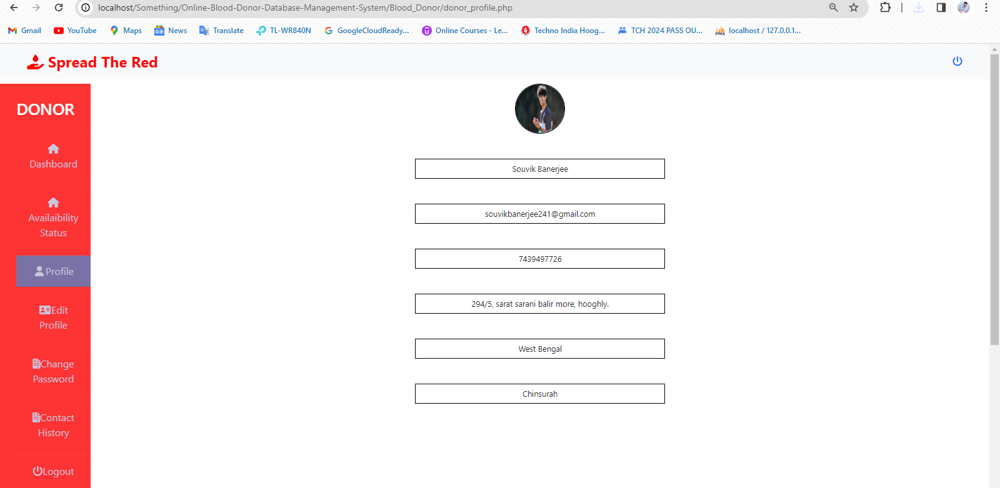 localhost/Something/Online-Blood-Donor-Database-Management-System/Blood_Donor/donor_profile.php
Gmail YouTube Maps News Translate TL-WR840N GoogleCloudReady... Online Courses - Le... Techno India Hoog... TCH 2024 PASS OU... localhost / 127.0.0.1...
Spread The Red
DONOR
Dashboard
Availaibility
Status
Profile
Edit
Profile
Change
Password
Contact
History
Logout
Souvik Banerjee
souvikbanerjee241@gmail.com
7439497726
294/5, sarat sarani balir more, hooghly.
West Bengal
Chinsurah